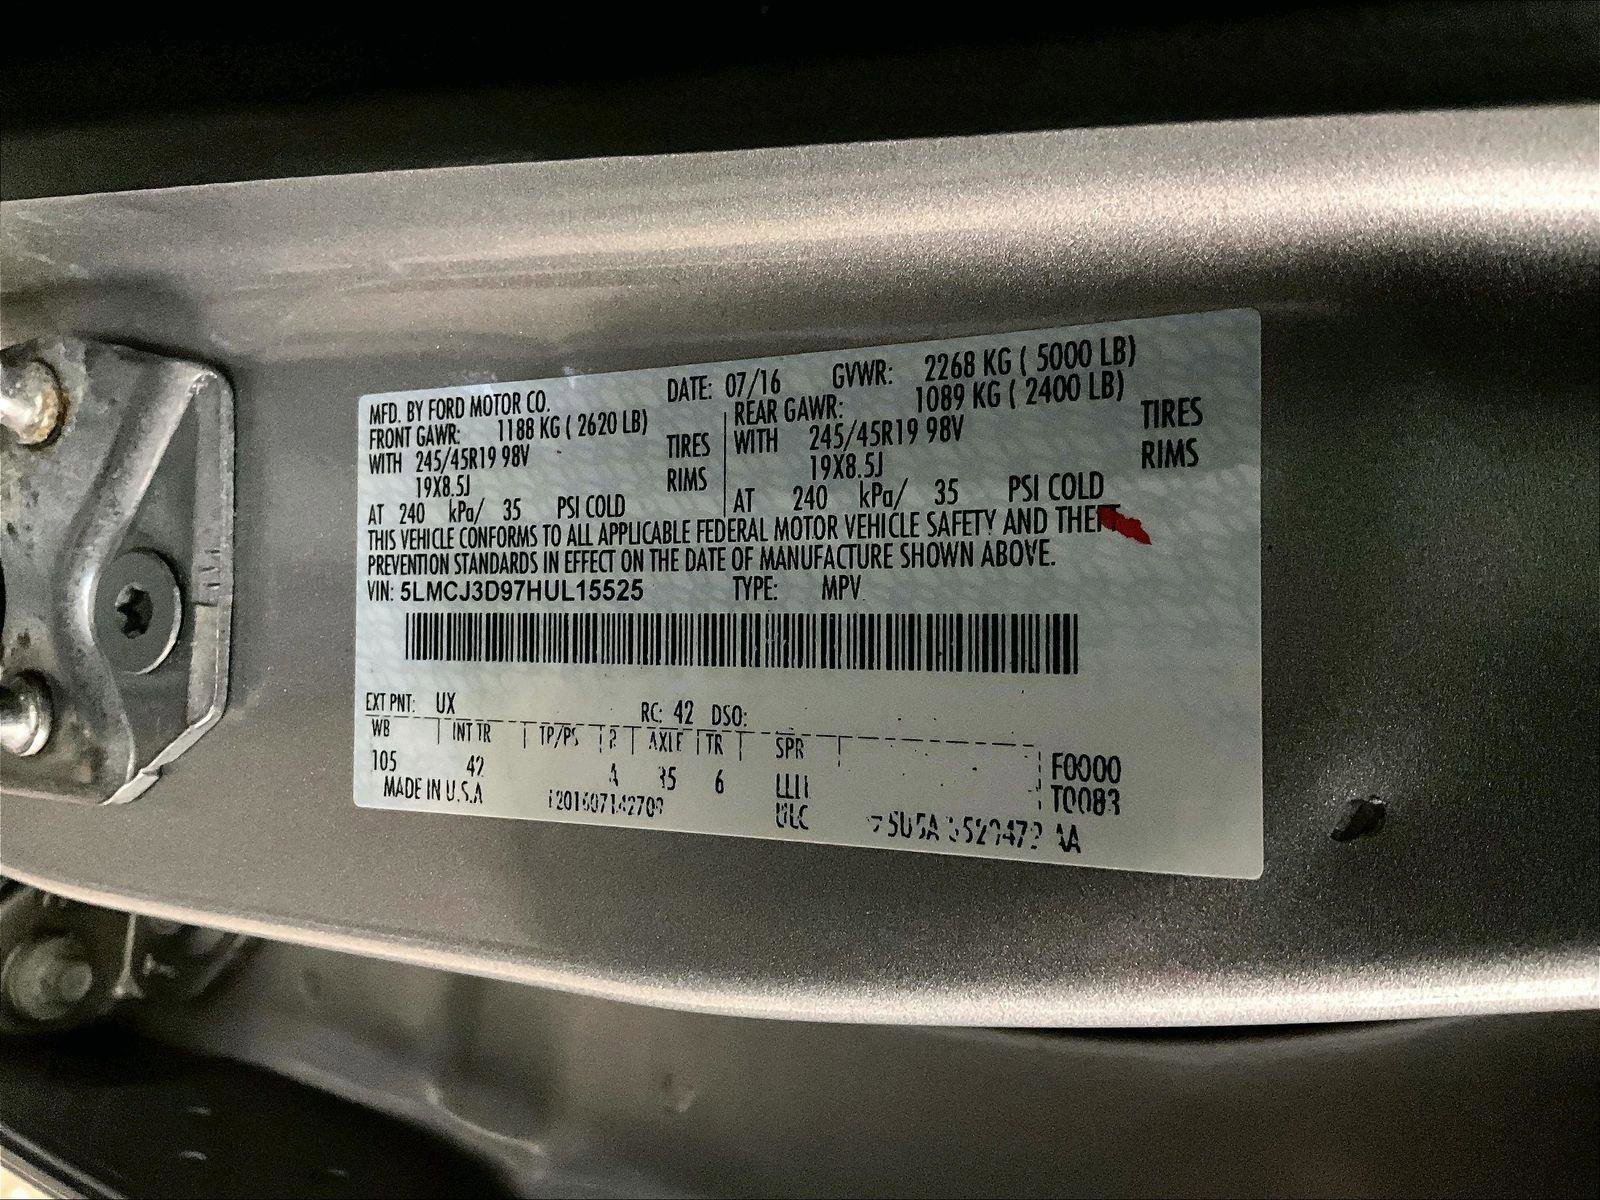 MFD. BY FORD MOTOR CO. DATE: 07/16 GVWR: 2268 KG ( 5000 LB)
FRONT GAWR: 1188 KG ( 2620 LB) REAR GAWR: 1089 KG ( 2400 LB)
WITH 245/45R19 98V TIRES WITH 245/45R19 98V TIRES
19X8.5J RIMS 19X8.5J RIMS
AT 240 kPa/ 35 PSI COLD AT 240 kPa/ 35 PSI COLD
THIS VEHICLE CONFORMS TO ALL APPLICABLE FEDERAL MOTOR VEHICLE SAFETY AND THEFT
PREVENTION STANDARDS IN EFFECT ON THE DATE OF MANUFACTURE SHOWN ABOVE.
VIN: 5LMCJ3D97HUL15525 TYPE: MPV
EXT PNT: UX RC: 42 DSO:
WB INT TR TP/PS R AXLE TR SPR
105 42 6 F0000
MADE IN U.S.A T0083